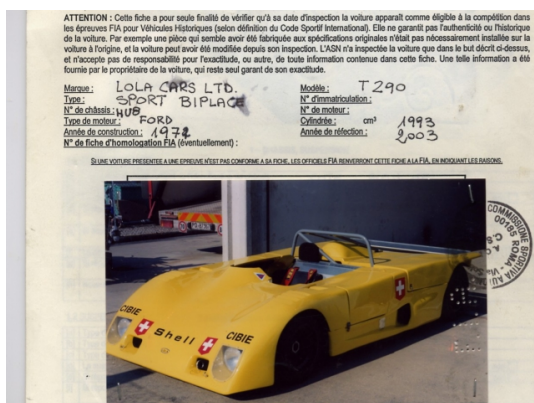 ATTENTION : Cette fiche a pour seule finalité de vérifier qu'à sa date d'inspection la voiture apparaît comme éligible à la compétition dans
les épreuves FIA pour Véhicules Historiques (selon définition du Code Sportif International). Elle ne garantit pas l'authenticité ou l'historique
de la voiture. Par exemple une pièce qui semble avoir été fabriquée aux spécifications originales n'était pas nécessairement installée sur la
voiture à l'origine, et la voiture peut avoir été modifiée depuis son inspection. L'ASN n'a inspectée la voiture que dans le but décrit ci-dessus,
et n'accepte pas de responsabilité pour l'exactitude, ou autre, de toute information contenue dans cette fiche. Une telle information a été
fournie par le propriétaire de la voiture, qui reste seul garant de son exactitude.
Marque : LOLA CARS LTD. Modèle : T290
Type : SPORT BIPLACE N° d'immatriculation :
N° de châssis : HU8 N° de moteur :
Type de moteur : FORD Cylindrée : cm³ 1993
Année de construction : 1972 Année de réfection : 2003
N° de fiche d'homologation FIA (éventuellement) :
SI UNE VOITURE PRESENTEE A UNE EPREUVE N'EST PAS CONFORME A SA FICHE, LES OFFICIELS FIA RENVERRONT CETTE FICHE A LA FIA, EN INDIQUANT LES RAISONS.
COMMISSIONE SPORTIVA
00185 ROMA
CIBIE
Shell
CIBIE